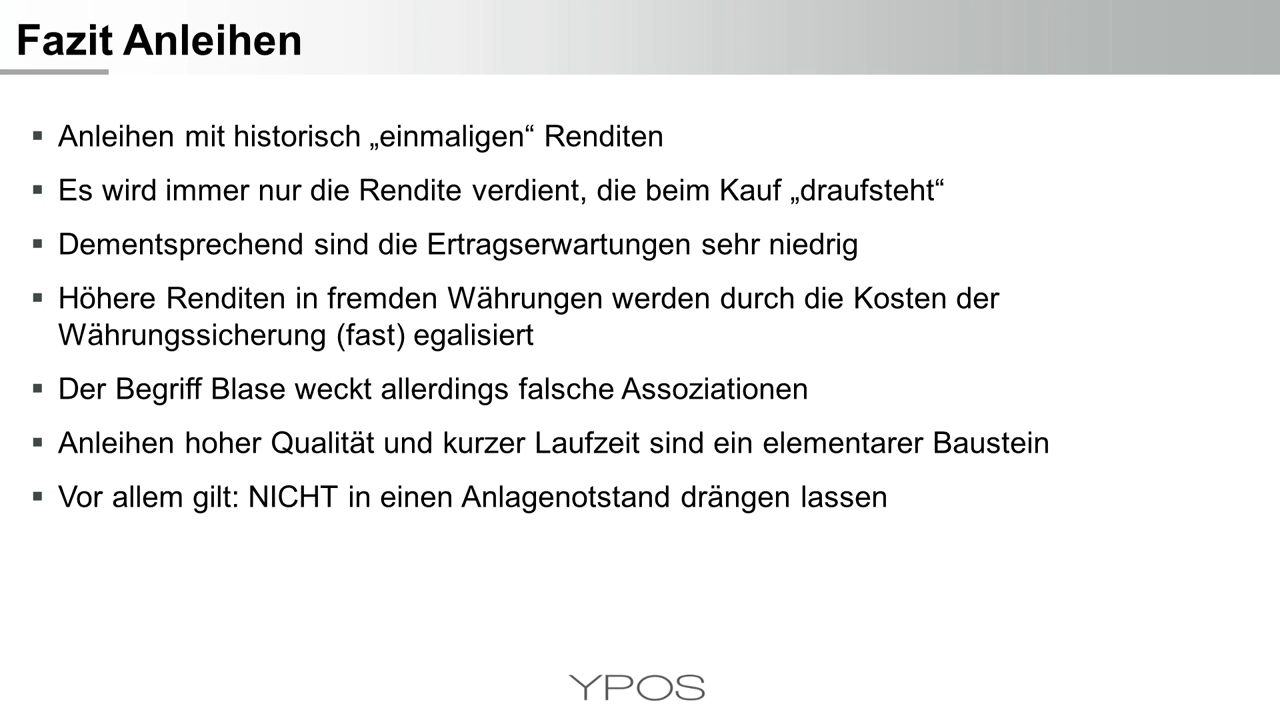 Fazit Anleihen
▪ Anleihen mit historisch „einmaligen“ Renditen
▪ Es wird immer nur die Rendite verdient, die beim Kauf „draufsteht“
▪ Dementsprechend sind die Ertragserwartungen sehr niedrig
▪ Höhere Renditen in fremden Währungen werden durch die Kosten der
Währungssicherung (fast) egalisiert
▪ Der Begriff Blase weckt allerdings falsche Assoziationen
▪ Anleihen hoher Qualität und kurzer Laufzeit sind ein elementarer Baustein
▪ Vor allem gilt: NICHT in einen Anlagenotstand drängen lassen
YPOS